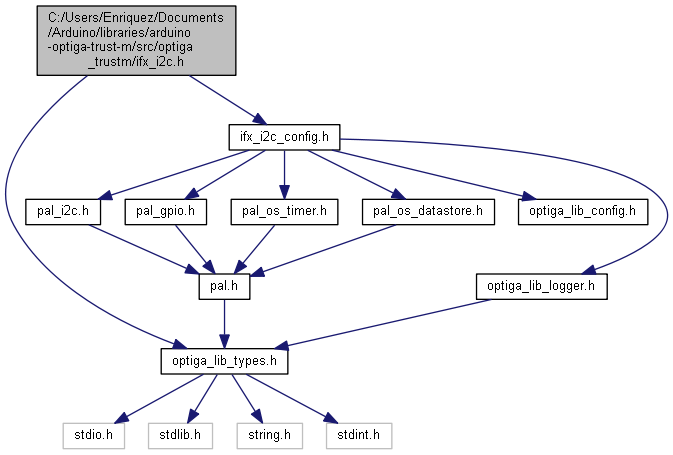 C:/Users/Enriquez/Documents
/Arduino/libraries/arduino
-optiga-trust-m/src/optiga
_trustm/ifx_i2c.h
ifx_i2c_config.h
pal_i2c.h
pal_gpio.h
pal_os_timer.h
pal_os_datastore.h
optiga_lib_config.h
pal.h
optiga_lib_logger.h
optiga_lib_types.h
stdio.h
stdlib.h
string.h
stdint.h